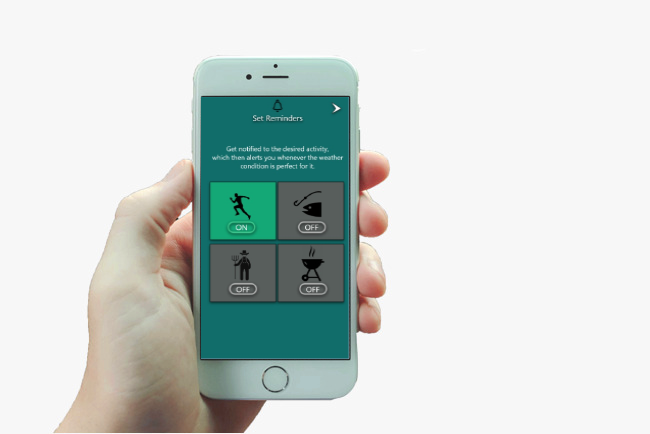 Set Reminders
Get notified to the desired activity,
which then alerts you whenever the weather
condition is perfect for it.
ON
OFF
OFF
OFF